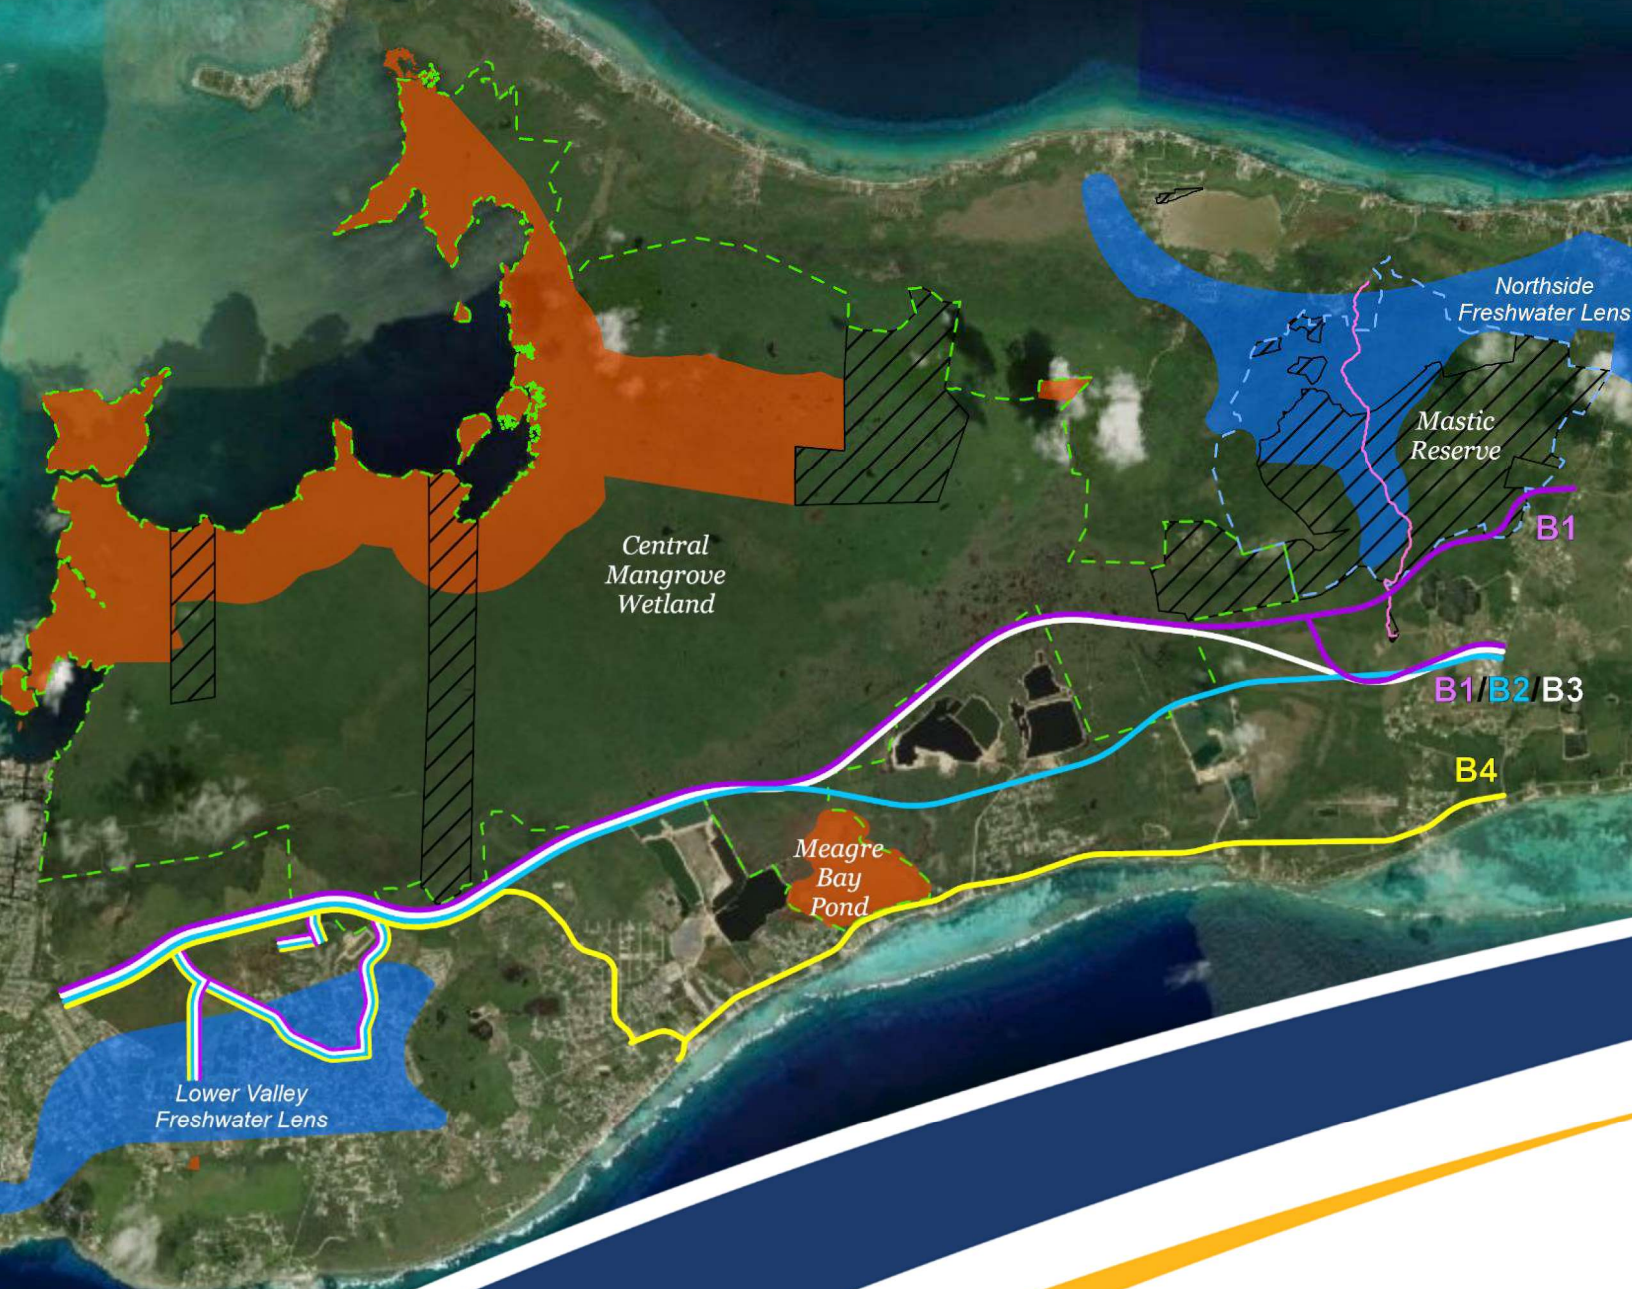 Northside
Freshwater Lens
Mastic
Reserve
B1
Central
Mangrove
Wetland
B1/B2/B3
B4
Meagre
Bay
Pond
Lower Valley
Freshwater Lens